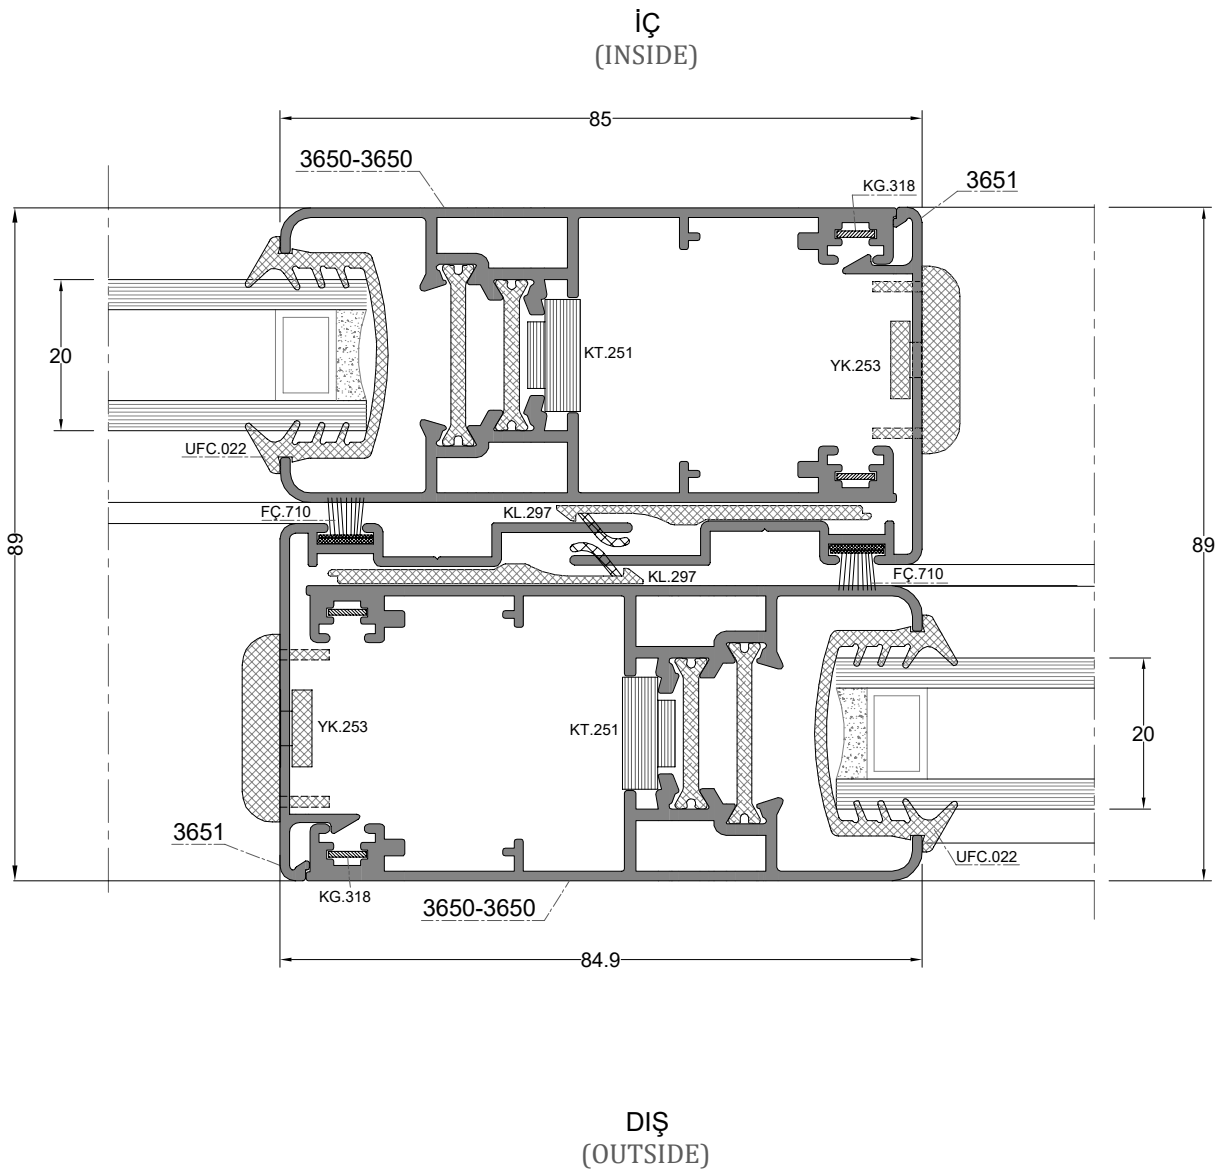 İÇ
(INSIDE)
85
3650-3650
KG.318
3651
20
KT.251
YK.253
UFC.022
FÇ.710
KL.297
89
89
KL.297
FÇ.710
YK.253
KT.251
20
3651
UFC.022
KG.318
3650-3650
84.9
DIŞ
(OUTSIDE)